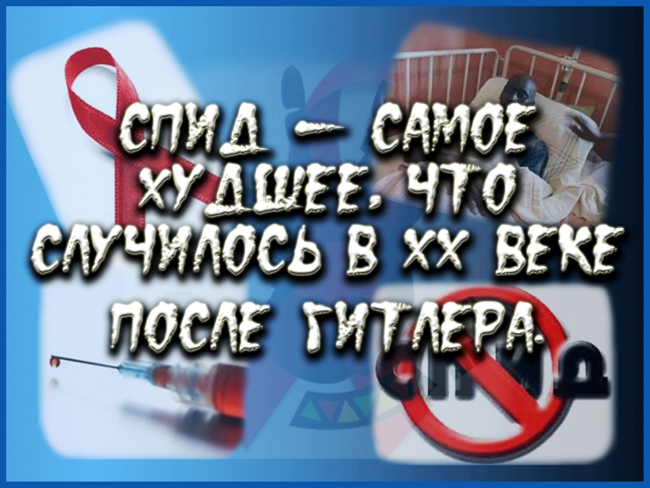 СПИД — САМОЕ
ХУДШЕЕ, ЧТО
СЛУЧИЛОСЬ В XX ВЕКЕ
ПОСЛЕ ГИТЛЕРА.
СПИД